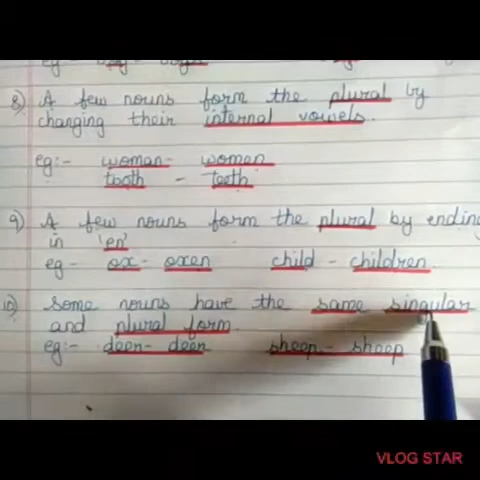 8) A few nouns form the plural by
changing their internal vowels.
eg:- woman - women
tooth - teeth
9) A few nouns form the plural by ending
in 'en'
eg - ox - oxen child - children
10) Some nouns have the same singular
and plural form.
eg:- deer - deer sheep - sheep
VLOG STAR